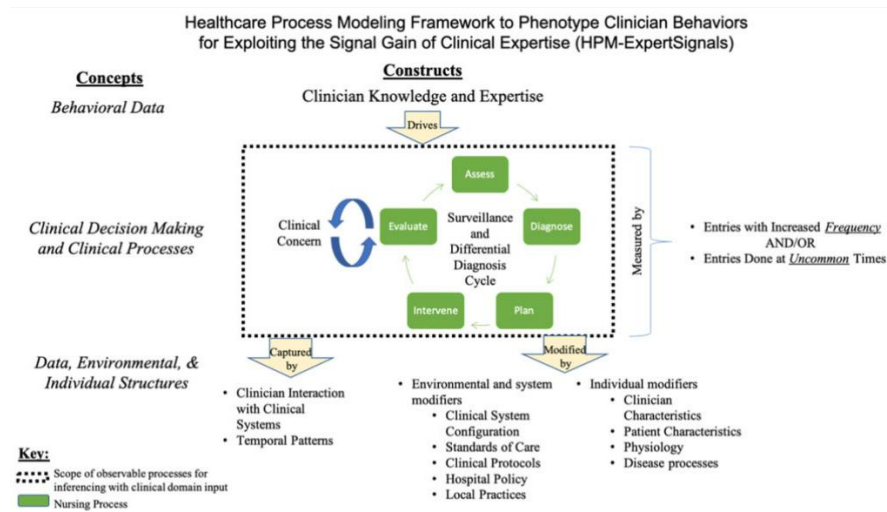 Healthcare Process Modeling Framework to Phenotype Clinician Behaviors
for Exploiting the Signal Gain of Clinical Expertise (HPM-ExpertSignals)
Concepts
Constructs
Behavioral Data
Clinician Knowledge and Expertise
Drives
Clinical Decision Making
and Clinical Processes
Clinical
Concern
Assess
Evaluate
Diagnose
Surveillance
and
Differential
Diagnosis
Cycle
Intervene
Plan
Measured by
• Entries with Increased Frequency
AND/OR
• Entries Done at Uncommon Times
Data, Environmental, &
Individual Structures
Captured
by
Modified
by
• Clinician Interaction
with Clinical
Systems
• Temporal Patterns
• Environmental and system
modifiers
• Clinical System
Configuration
• Standards of Care
• Clinical Protocols
• Hospital Policy
• Local Practices
• Individual modifiers
• Clinician
Characteristics
• Patient Characteristics
• Physiology
• Disease processes
Key:
Scope of observable processes for
inferencing with clinical domain input
Nursing Process